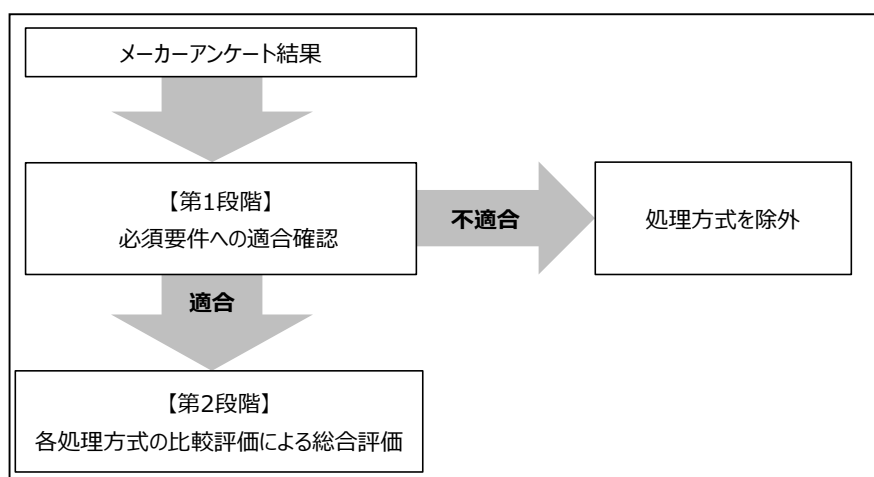 メーカーアンケート結果
【第1段階】
必須要件への適合確認
不適合
処理方式を除外
適合
【第2段階】
各処理方式の比較評価による総合評価